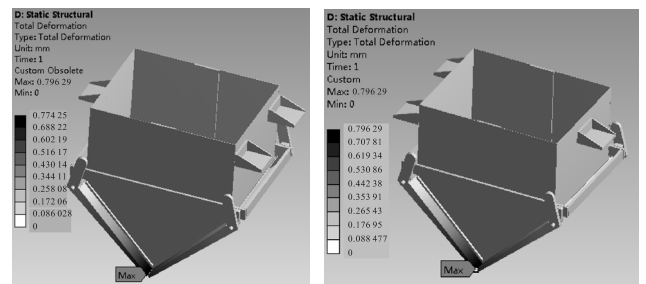 D: Static Structural
Total Deformation
Type: Total Deformation
Unit: mm
Time: 1
Custom Obsolete
Max: 0.796 29
Min: 0
0.774 25
0.688 22
0.602 19
0.516 17
0.430 14
0.344 11
0.258 08
0.172 06
0.086 028
0
Max
D: Static Structural
Total Deformation
Type: Total Deformation
Unit: mm
Time: 1
Custom
Max: 0.796 29
Min: 0
0.796 29
0.707 81
0.619 34
0.530 86
0.442 38
0.353 91
0.265 43
0.176 95
0.088 477
0
Max